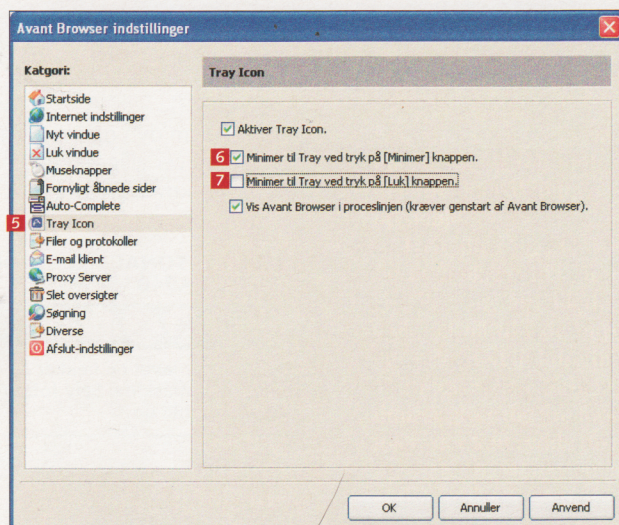 Avant Browser indstillinger
Katgori:
Startside
Internet indstillinger
Nyt vindue
Luk vindue
Museknapper
Fornyligt åbnede sider
Auto-Complete
5 Tray Icon
Filer og protokoller
E-mail klient
Proxy Server
Slet oversigter
Søgning
Diverse
Afslut-indstillinger
Tray Icon
Aktiver Tray Icon.
6 Minimer til Tray ved tryk på [Minimer] knappen.
7 Minimer til Tray ved tryk på [Luk] knappen.
Vis Avant Browser i proceslinjen (kræver genstart af Avant Browser).
OK
Annuller
Anvend